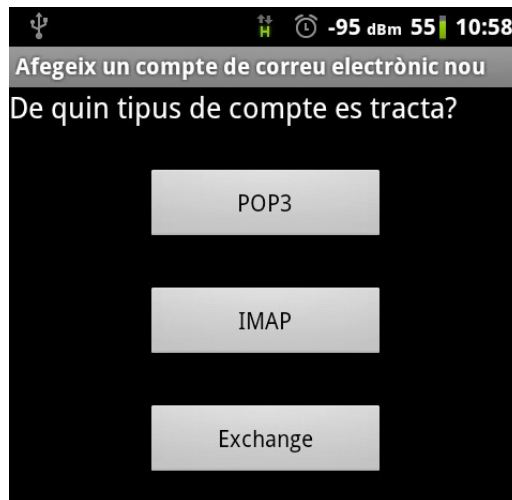 H -95 dBm 55 10:58
Afegeix un compte de correu electrònic nou
De quin tipus de compte es tracta?
POP3
IMAP
Exchange